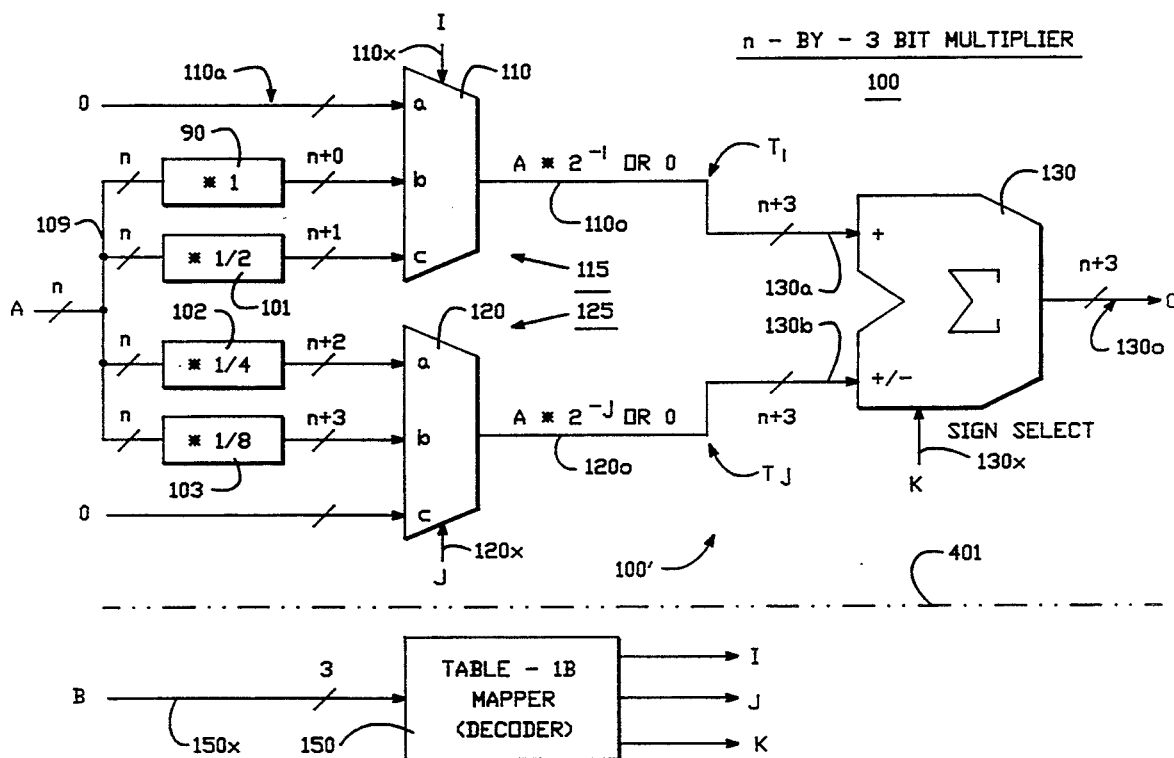 n - BY - 3 BIT MULTIPLIER
100
I
110x
110
110a
0
a
90
n
* 1
n+0
b
A * 2^-I OR 0
T_I
109
n
* 1/2
n+1
c
110o
n+3
130
+
101
115
130a
n+3
A
n
C
102
125
130b
130o
120
n
* 1/4
n+2
a
+/-
n
* 1/8
n+3
b
A * 2^-J OR 0
n+3
SIGN SELECT
103
120o
T_J
130x
K
0
c
120x
J
100'
401
B
3
TABLE - 1B
MAPPER
(DECODER)
I
J
K
150x
150